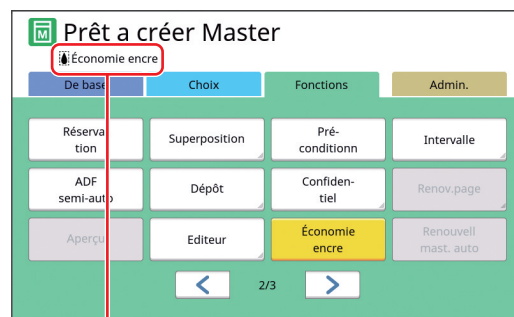 Prêt a créer Master
Économie encre
De base
Choix
Fonctions
Admin.
Réserva-
tion
Superposition
Pré-
conditionn
Intervalle
ADF
semi-auto
Dépôt
Confiden-
tiel
Renov.page
Aperçu
Editeur
Économie
encre
Renouvell
mast. auto
2/3